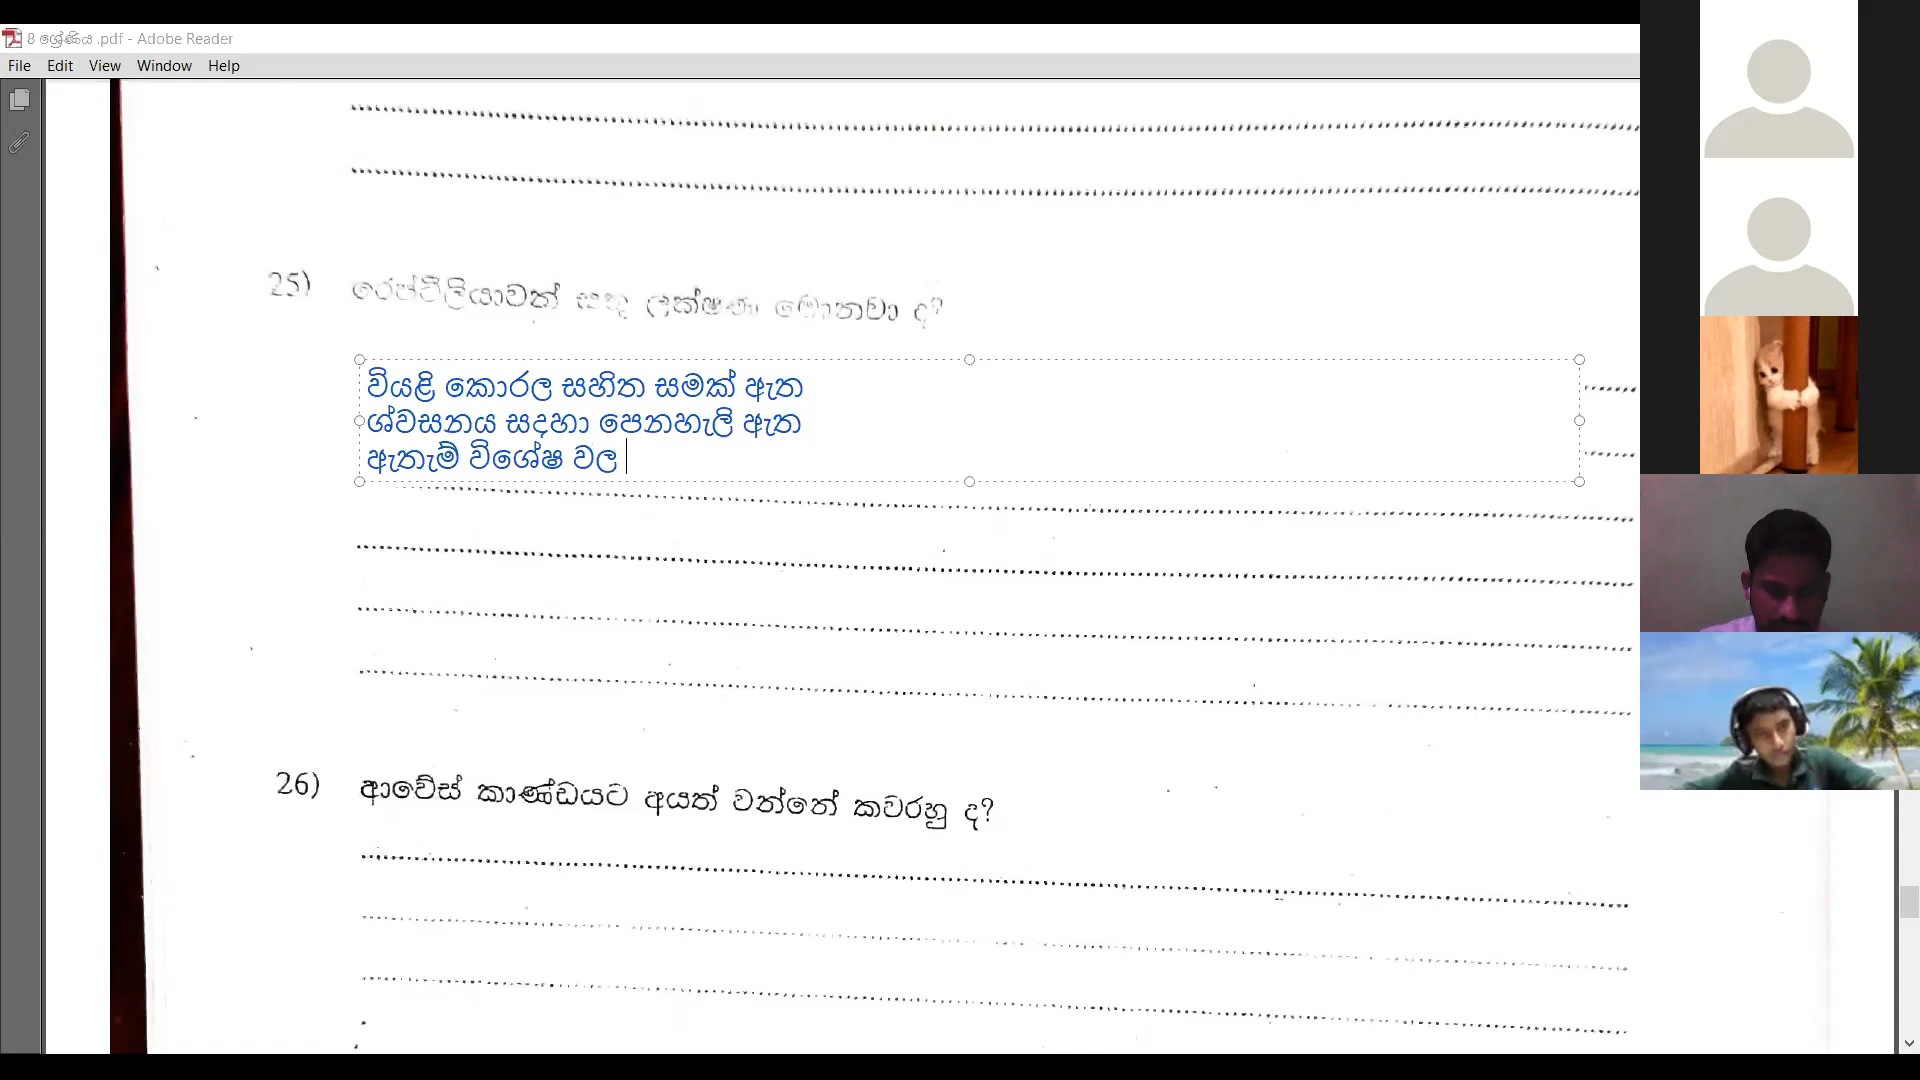 8 ශ්‍රේණිය .pdf - Adobe Reader
File Edit View Window Help
25) රෙප්ටීලියාවන් සතු ලක්ෂණ මොනවා ද?
වියළි කොරල සහිත සමක් ඇත
ශ්වසනය සදහා පෙනහැලි ඇත
ඇතැම් විශේෂ වල
26) ආවේස් කාණ්ඩයට අයත් වන්නේ කවරහු ද?